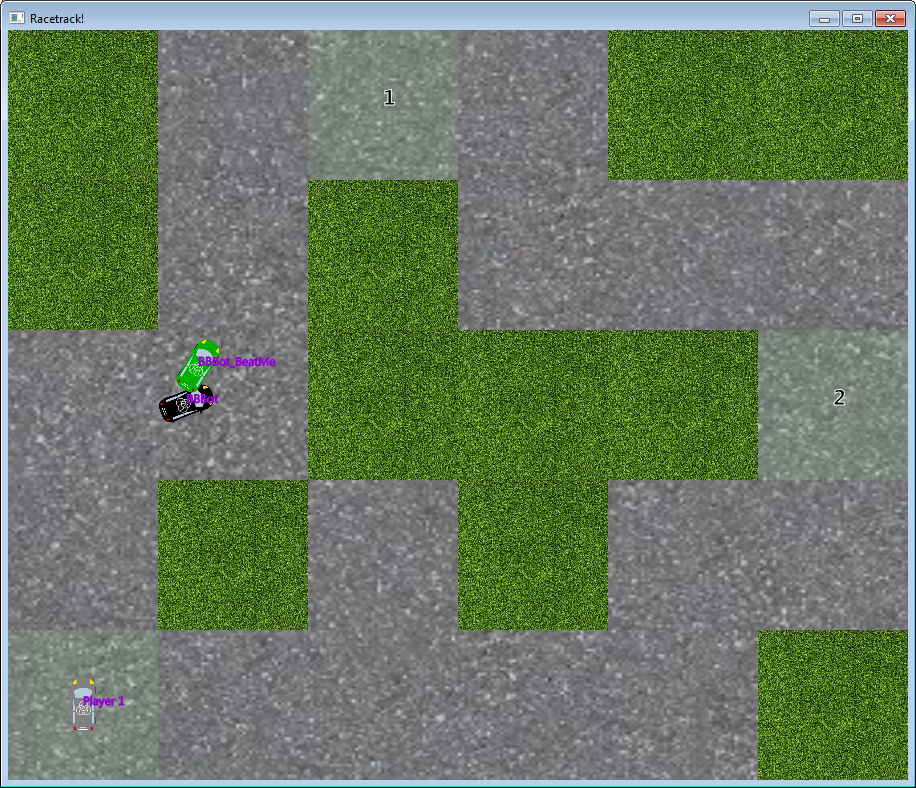 Racetrack!
1
BBBot_BeatMe
2
BBBot
Player 1